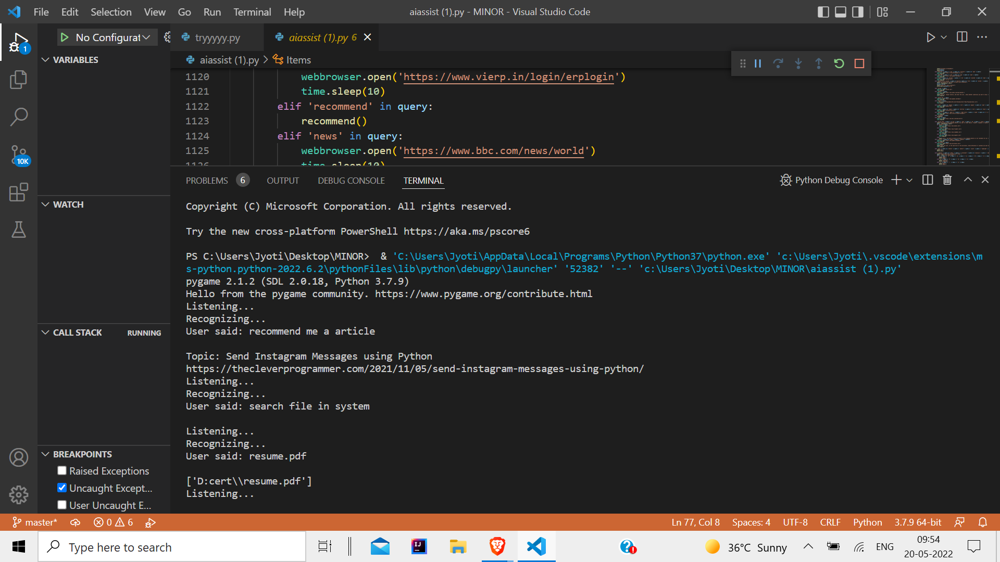 File Edit Selection View Go Run Terminal Help
aiassist (1).py - MINOR - Visual Studio Code
No Configurat
tryyyyy.py
aiassist (1).py 6
1
VARIABLES
aiassist (1).py > Items
1120 webbrowser.open('https://www.vierp.in/login/erplogin')
1121 time.sleep(10)
1122 elif 'recommend' in query:
1123 recommend()
1124 elif 'news' in query:
1125 webbrowser.open('https://www.bbc.com/news/world')
1126 time.sleep(10)
10K
PROBLEMS 6 OUTPUT DEBUG CONSOLE TERMINAL
Python Debug Console
WATCH
Copyright (C) Microsoft Corporation. All rights reserved.
Try the new cross-platform PowerShell https://aka.ms/pscore6
PS C:\Users\Jyoti\Desktop\MINOR>  & 'C:\Users\Jyoti\AppData\Local\Programs\Python\Python37\python.exe' 'c:\Users\Jyoti\.vscode\extensions\m
s-python.python-2022.6.2\pythonFiles\lib\python\debugpy\launcher' '52382' '--' 'c:\Users\Jyoti\Desktop\MINOR\aiassist (1).py'
pygame 2.1.2 (SDL 2.0.18, Python 3.7.9)
Hello from the pygame community. https://www.pygame.org/contribute.html
Listening...
Recognizing...
User said: recommend me a article
CALL STACK RUNNING
Topic: Send Instagram Messages using Python
https://thecleverprogrammer.com/2021/11/05/send-instagram-messages-using-python/
Listening...
Recognizing...
User said: search file in system
Listening...
Recognizing...
User said: resume.pdf
['D:cert\\resume.pdf']
Listening...
BREAKPOINTS
Raised Exceptions
Uncaught Except...
User Uncaught E...
master* 0 6
Ln 77, Col 8 Spaces: 4 UTF-8 CRLF Python 3.7.9 64-bit
Type here to search
IJ
36°C Sunny
ENG
09:54
20-05-2022